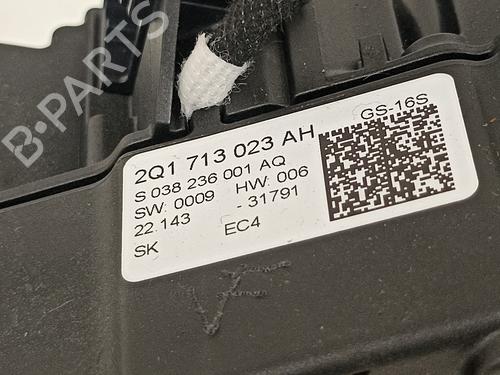 B-PARTS
GS-16S
2Q1 713 023 AH
S 038 236 001 AQ
SW: 0009 HW: 006
22.143 - 31791
SK EC4